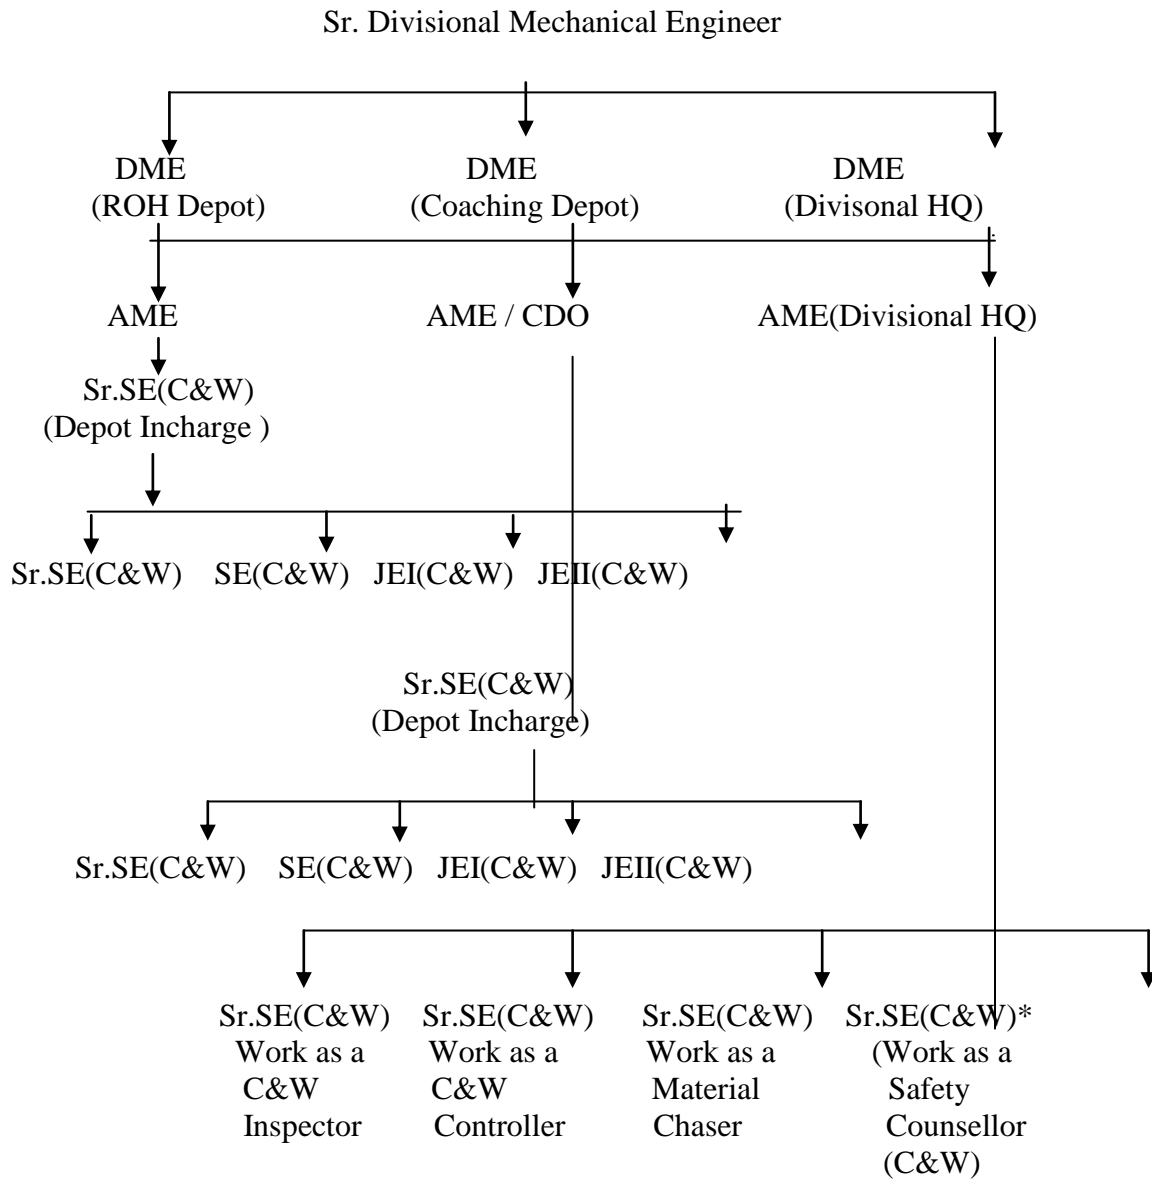 Sr. Divisional Mechanical Engineer
DME DME DME
(ROH Depot) (Coaching Depot) (Divisonal HQ)
AME AME / CDO AME(Divisional HQ)
Sr.SE(C&W)
(Depot Incharge )
Sr.SE(C&W) SE(C&W) JEI(C&W) JEII(C&W)
Sr.SE(C&W)
(Depot Incharge)
Sr.SE(C&W) SE(C&W) JEI(C&W) JEII(C&W)
Sr.SE(C&W) Sr.SE(C&W) Sr.SE(C&W) Sr.SE(C&W)*
Work as a Work as a Work as a (Work as a
C&W C&W Material Safety
Inspector Controller Chaser Counsellor
(C&W)